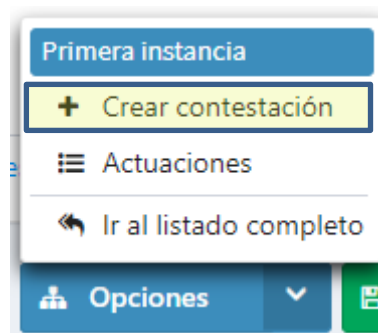 Primera instancia
Crear contestación
Actuaciones
Ir al listado completo
Opciones